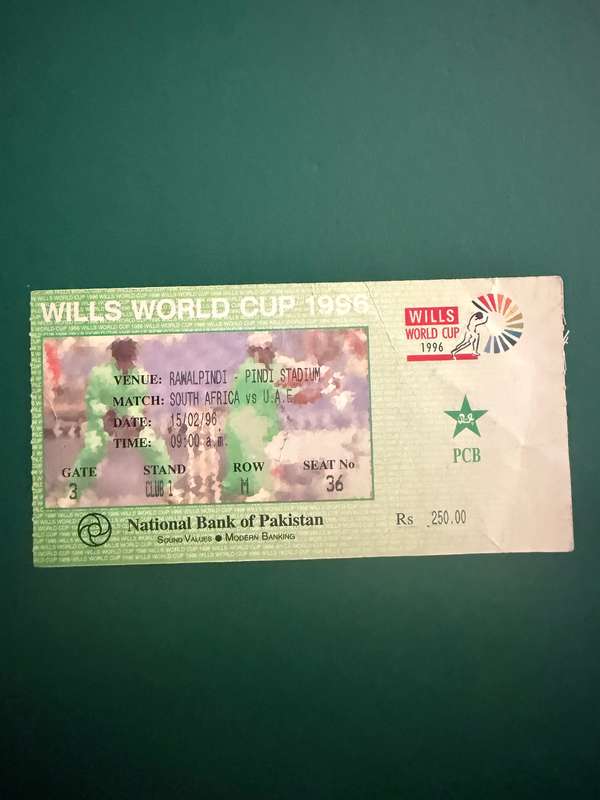 WILLS WORLD CUP 1996
WILLS
WORLD CUP
1996
VENUE: RAWALPINDI - PINDI STADIUM
MATCH: SOUTH AFRICA vs U.A.E.
DATE: 15/02/96
TIME: 09:00 a.m.
GATE STAND ROW SEAT No
3 CLUB 1 M 36
PCB
National Bank of Pakistan
SOUND VALUES ● MODERN BANKING
Rs 250.00